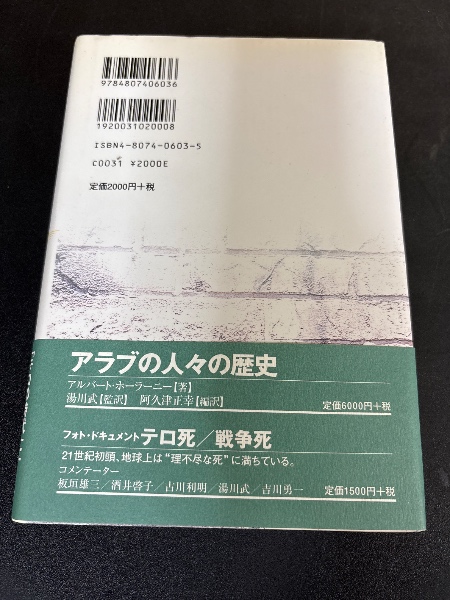 9784807406036
1920031020008
ISBN4-8074-0603-5
C0031 ¥2000E
定価2000円+税
アラブの人々の歴史
アルバート・ホーラーニー【著】
湯川武【監訳】 阿久津正幸【編訳】
定価6000円+税
フォト・ドキュメント テロ死／戦争死
21世紀初頭、地球上は“理不尽な死”に満ちている。
コメンテーター
板垣雄三／酒井啓子／古川利明／湯川武／吉川勇一
定価1500円+税